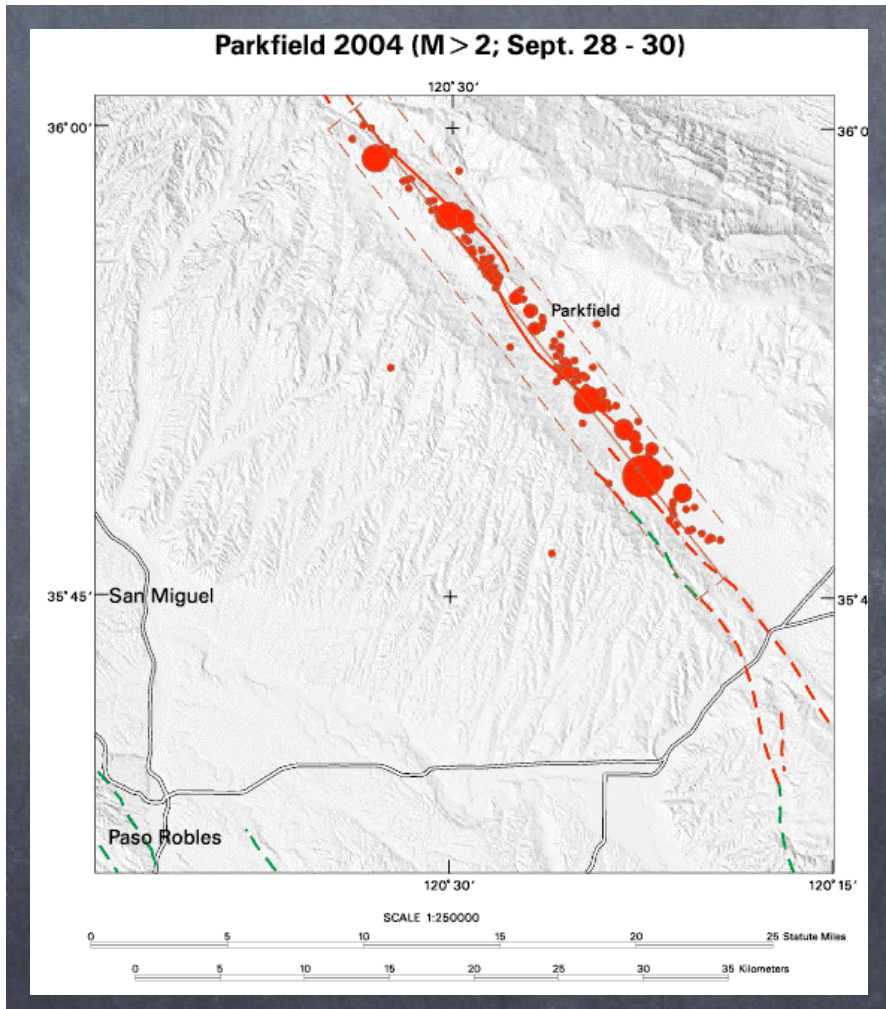 Parkfield 2004 (M > 2; Sept. 28 - 30)
120° 30'
36° 00'
36° 0
Parkfield
35° 45'
San Miguel
35° 4
Paso Robles
120° 30'
120° 15'
SCALE 1:250000
0 5 10 15 20 25 Statute Miles
0 5 10 15 20 25 30 35 Kilometers